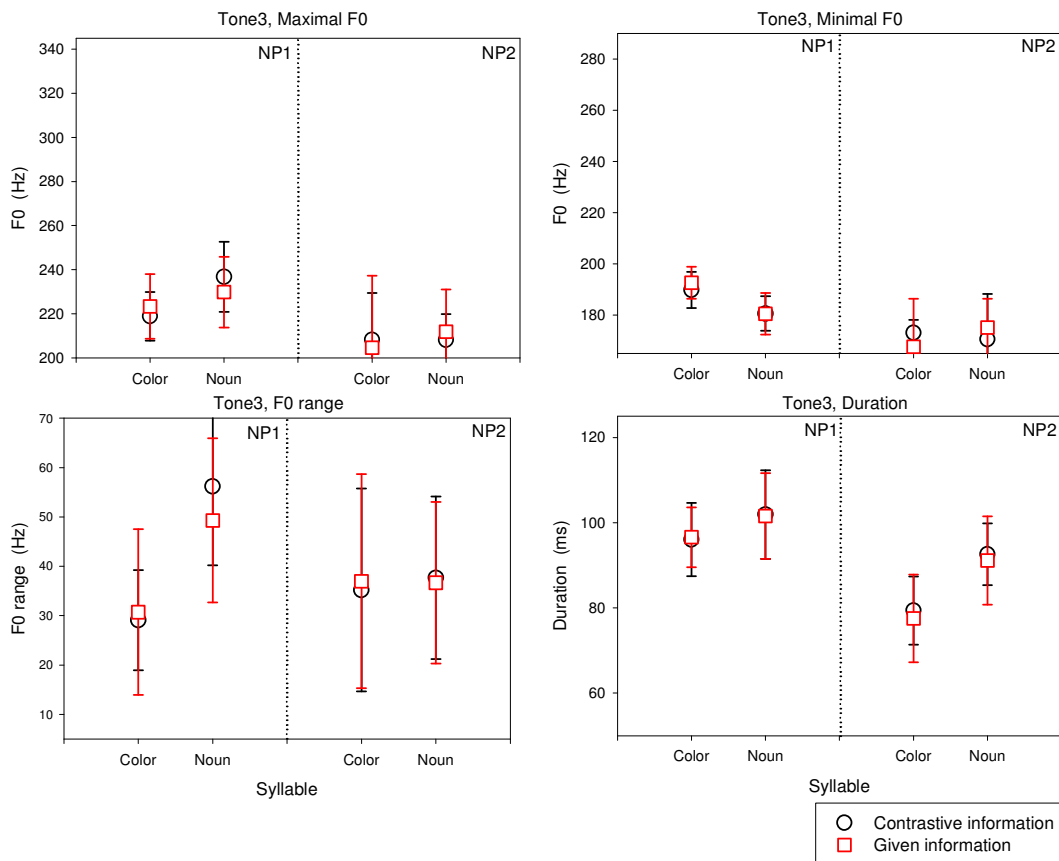 Tone3, Maximal F0
NP1
NP2
340
320
300
280
260
240
220
200
F0 (Hz)
Color
Noun
Color
Noun
Tone3, Minimal F0
NP1
NP2
280
260
240
220
200
180
F0 (Hz)
Color
Noun
Color
Noun
Tone3, F0 range
NP1
NP2
70
60
50
40
30
20
10
F0 range (Hz)
Color
Noun
Color
Noun
Syllable
Tone3, Duration
NP1
NP2
120
100
80
60
Duration (ms)
Color
Noun
Color
Noun
Syllable
Contrastive information
Given information